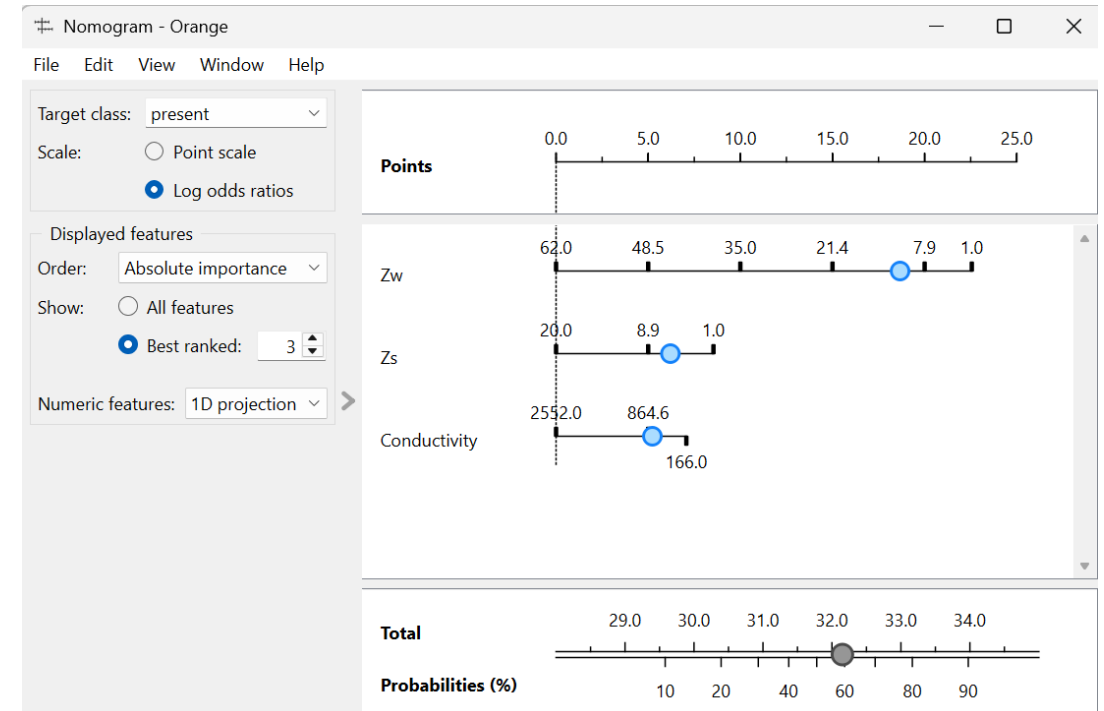 Nomogram - Orange
File Edit View Window Help
Target class: present
Scale: Point scale
Log odds ratios
Displayed features
Order: Absolute importance
Show: All features
Best ranked: 3
Numeric features: 1D projection
0.0 5.0 10.0 15.0 20.0 25.0
Points
62.0 48.5 35.0 21.4 7.9 1.0
Zw
20.0 8.9 1.0
Zs
2552.0 864.6
Conductivity
166.0
29.0 30.0 31.0 32.0 33.0 34.0
Total
Probabilities (%)
10 20 40 60 80 90